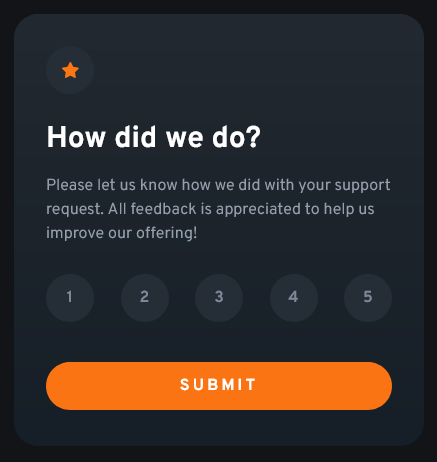 How did we do?
Please let us know how we did with your support
request. All feedback is appreciated to help us
improve our offering!
1 2 3 4 5
SUBMIT